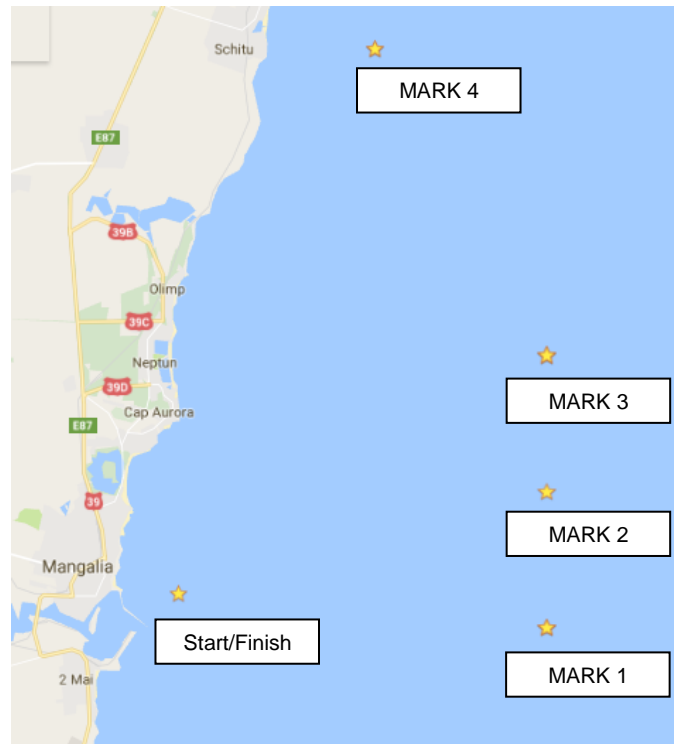 Schitu
MARK 4
E87
39B
Olimp
39C
Neptun
39D
MARK 3
Cap Aurora
E87
39
MARK 2
Mangalia
Start/Finish
MARK 1
2 Mai